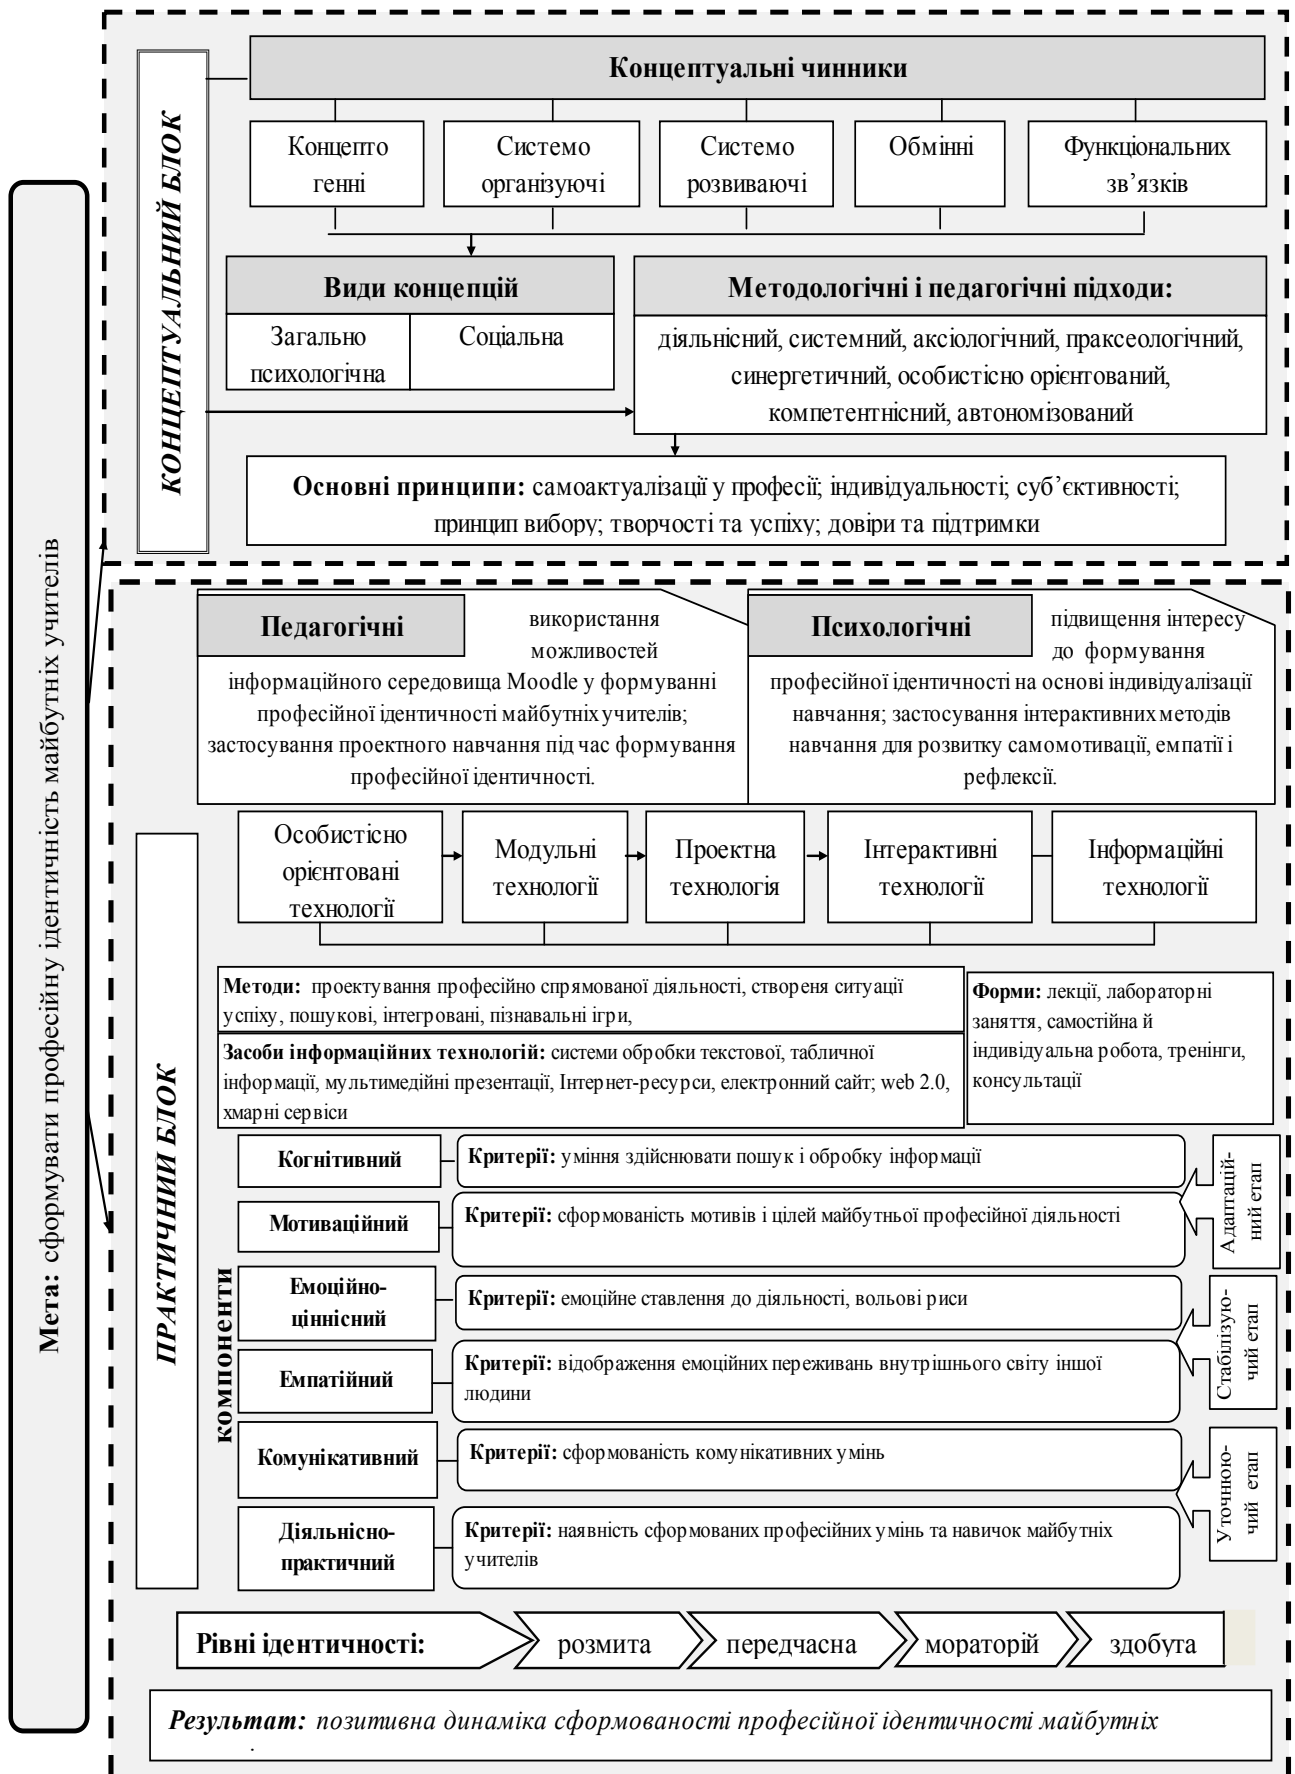 Мета: сформувати професійну ідентичність майбутніх учителів
КОНЦЕПТУАЛЬНИЙ БЛОК
Концептуальні чинники
Концепто
генні
Системо
організуючі
Системо
розвиваючі
Обмінні
Функціональних
зв’язків
Види концепцій
Загально
психологічна
Соціальна
Методологічні і педагогічні підходи:
діяльнісний, системний, аксіологічний, праксеологічний,
синергетичний, особистісно орієнтований,
компетентнісний, автономізований
Основні принципи: самоактуалізації у професії; індивідуальності; суб’єктивності;
принцип вибору; творчості та успіху; довіри та підтримки
ПРАКТИЧНИЙ БЛОК
Педагогічні
використання
можливостей
інформаційного середовища Moodle у формуванні
професійної ідентичності майбутніх учителів;
застосування проектного навчання під час формування
професійної ідентичності.
Психологічні
підвищення інтересу
до формування
професійної ідентичності на основі індивідуалізації
навчання; застосування інтерактивних методів
навчання для розвитку самомотивації, емпатії і
рефлексії.
Особистісно
орієнтовані
технології
Модульні
технології
Проектна
технологія
Інтерактивні
технології
Інформаційні
технології
Методи: проектування професійно спрямованої діяльності, створеня ситуації
успіху, пошукові, інтегровані, пізнавальні ігри,
Засоби інформаційних технологій: системи обробки текстової, табличної
інформації, мультимедійні презентації, Інтернет-ресурси, електронний сайт; web 2.0,
хмарні сервіси
Форми: лекції, лабораторні
заняття, самостійна й
індивідуальна робота, тренінги,
консультації
компоненти
Когнітивний
Критерії: уміння здійснювати пошук і обробку інформації
Мотиваційний
Критерії: сформованість мотивів і цілей майбутньої професійної діяльності
Адаптацій-
ний етап
Емоційно-
ціннісний
Критерії: емоційне ставлення до діяльності, вольові риси
Емпатійний
Критерії: відображення емоційних переживань внутрішнього світу іншої
людини
Стабілізую-
чий етап
Комунікативний
Критерії: сформованість комунікативних умінь
Діяльнісно-
практичний
Критерії: наявність сформованих професійних умінь та навичок майбутніх
учителів
Уточнюю-
чий етап
Рівні ідентичності:
розмита
передчасна
мораторій
здобута
Результат: позитивна динаміка сформованості професійної ідентичності майбутніх